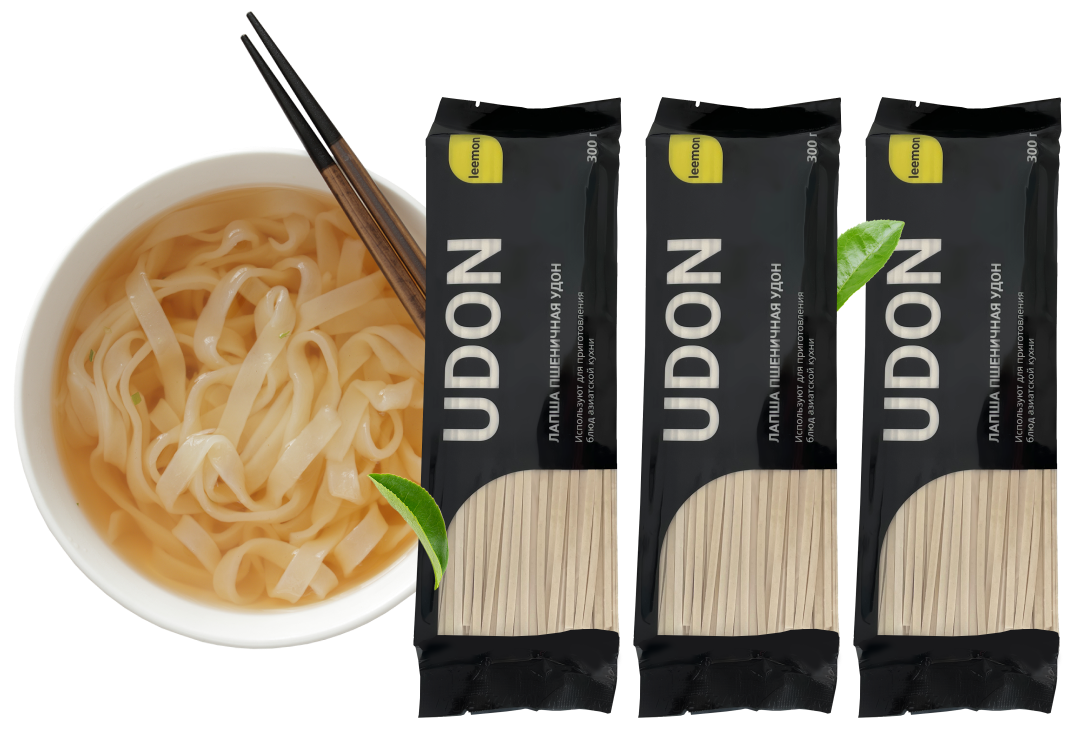 leemon
300 г
UDON
ЛАПША ПШЕНИЧНАЯ УДОН
Используют для приготовления
блюд азиатской кухни
leemon
300 г
UDON
ЛАПША ПШЕНИЧНАЯ УДОН
Используют для приготовления
блюд азиатской кухни
leemon
300 г
UDON
ЛАПША ПШЕНИЧНАЯ УДОН
Используют для приготовления
блюд азиатской кухни